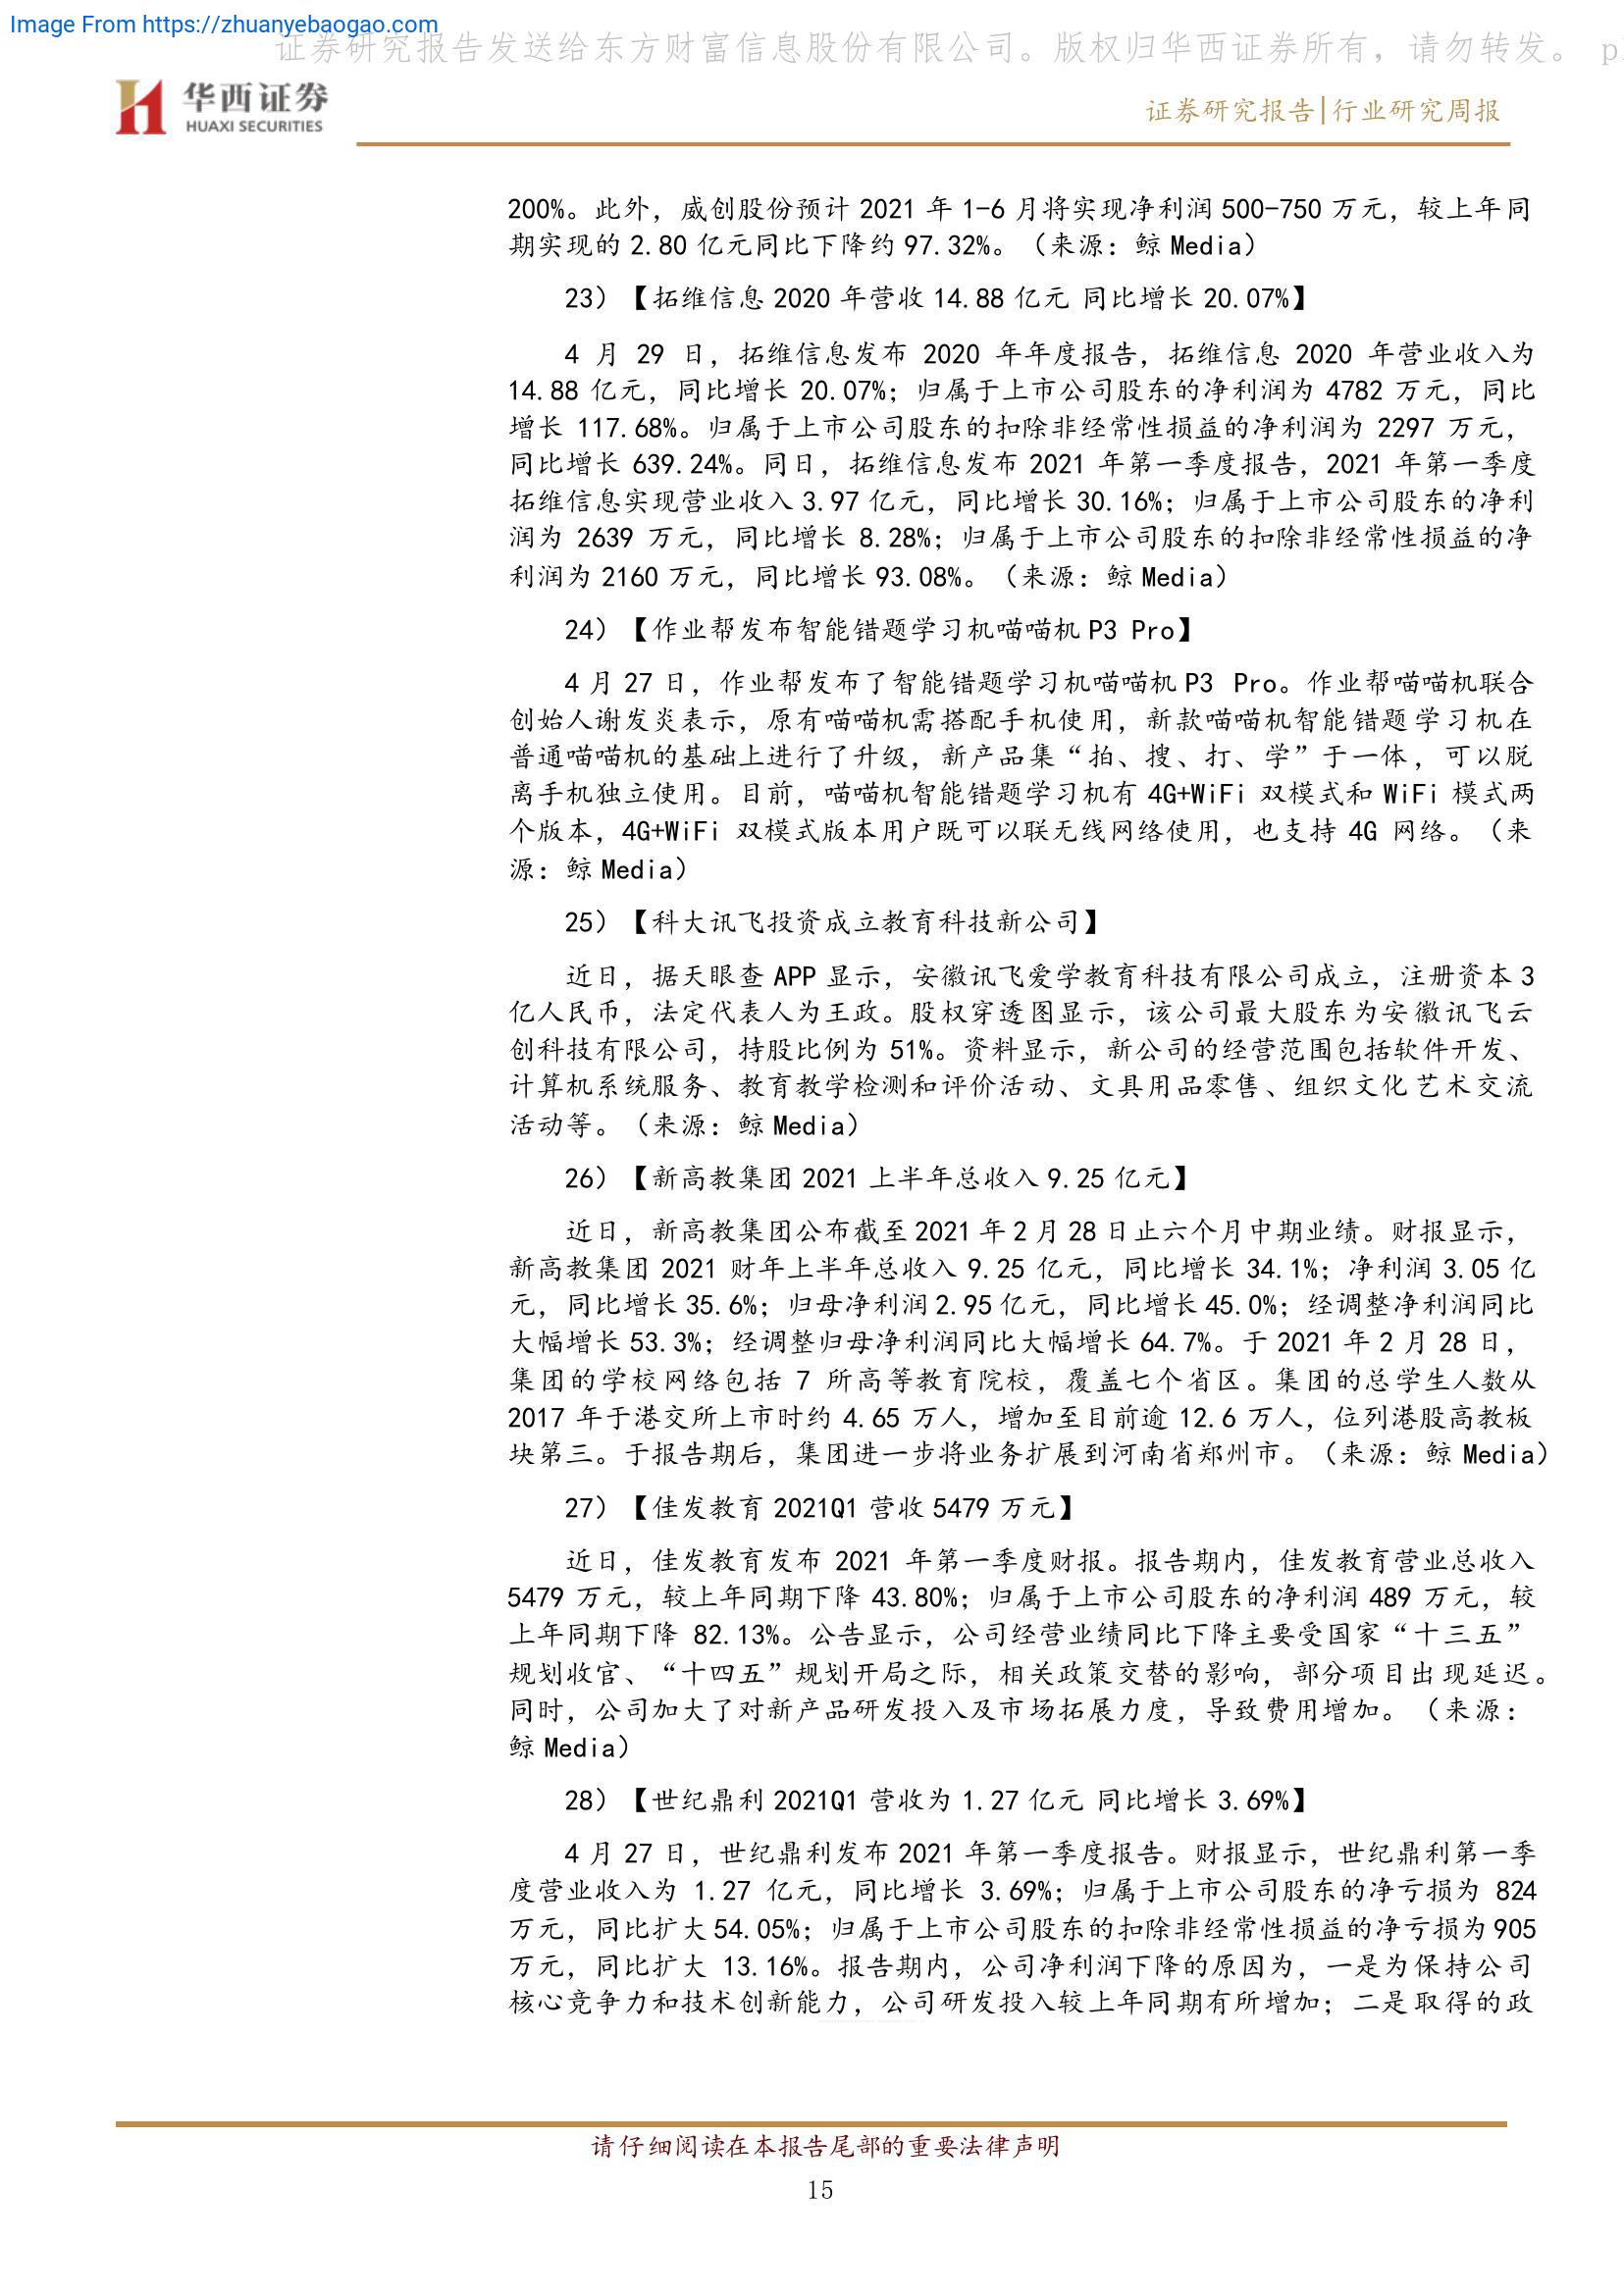 Image From https://zhuanyebaogao.com
证券研究报告发送给东方财富信息股份有限公司。版权归华西证券所有，请勿转发。 p
华西证券
HUAXI SECURITIES
证券研究报告|行业研究周报
200%。此外，威创股份预计 2021 年 1-6 月将实现净利润 500-750 万元，较上年同
期实现的 2.80 亿元同比下降约 97.32%。（来源：鲸 Media）
23）【拓维信息 2020 年营收 14.88 亿元 同比增长 20.07%】
4 月 29 日，拓维信息发布 2020 年年度报告，拓维信息 2020 年营业收入为
14.88 亿元，同比增长 20.07%；归属于上市公司股东的净利润为 4782 万元，同比
增长 117.68%。归属于上市公司股东的扣除非经常性损益的净利润为 2297 万元，
同比增长 639.24%。同日，拓维信息发布 2021 年第一季度报告，2021 年第一季度
拓维信息实现营业收入 3.97 亿元，同比增长 30.16%；归属于上市公司股东的净利
润为 2639 万元，同比增长 8.28%；归属于上市公司股东的扣除非经常性损益的净
利润为 2160 万元，同比增长 93.08%。（来源：鲸 Media）
24）【作业帮发布智能错题学习机喵喵机 P3 Pro】
4 月 27 日，作业帮发布了智能错题学习机喵喵机 P3 Pro。作业帮喵喵机联合
创始人谢发炎表示，原有喵喵机需搭配手机使用，新款喵喵机智能错题学习机在
普通喵喵机的基础上进行了升级，新产品集“拍、搜、打、学”于一体，可以脱
离手机独立使用。目前，喵喵机智能错题学习机有 4G+WiFi 双模式和 WiFi 模式两
个版本，4G+WiFi 双模式版本用户既可以联无线网络使用，也支持 4G 网络。（来
源：鲸 Media）
25）【科大讯飞投资成立教育科技新公司】
近日，据天眼查 APP 显示，安徽讯飞爱学教育科技有限公司成立，注册资本 3
亿人民币，法定代表人为王政。股权穿透图显示，该公司最大股东为安徽讯飞云
创科技有限公司，持股比例为 51%。资料显示，新公司的经营范围包括软件开发、
计算机系统服务、教育教学检测和评价活动、文具用品零售、组织文化艺术交流
活动等。（来源：鲸 Media）
26）【新高教集团 2021 上半年总收入 9.25 亿元】
近日，新高教集团公布截至 2021 年 2 月 28 日止六个月中期业绩。财报显示，
新高教集团 2021 财年上半年总收入 9.25 亿元，同比增长 34.1%；净利润 3.05 亿
元，同比增长 35.6%；归母净利润 2.95 亿元，同比增长 45.0%；经调整净利润同比
大幅增长 53.3%；经调整归母净利润同比大幅增长 64.7%。于 2021 年 2 月 28 日，
集团的学校网络包括 7 所高等教育院校，覆盖七个省区。集团的总学生人数从
2017 年于港交所上市时约 4.65 万人，增加至目前逾 12.6 万人，位列港股高教板
块第三。于报告期后，集团进一步将业务扩展到河南省郑州市。（来源：鲸 Media）
27）【佳发教育 2021Q1 营收 5479 万元】
近日，佳发教育发布 2021 年第一季度财报。报告期内，佳发教育营业总收入
5479 万元，较上年同期下降 43.80%；归属于上市公司股东的净利润 489 万元，较
上年同期下降 82.13%。公告显示，公司经营业绩同比下降主要受国家“十三五”
规划收官、“十四五”规划开局之际，相关政策交替的影响，部分项目出现延迟。
同时，公司加大了对新产品研发投入及市场拓展力度，导致费用增加。（来源：
鲸 Media）
28）【世纪鼎利 2021Q1 营收为 1.27 亿元 同比增长 3.69%】
4 月 27 日，世纪鼎利发布 2021 年第一季度报告。财报显示，世纪鼎利第一季
度营业收入为 1.27 亿元，同比增长 3.69%；归属于上市公司股东的净亏损为 824
万元，同比扩大 54.05%；归属于上市公司股东的扣除非经常性损益的净亏损为 905
万元，同比扩大 13.16%。报告期内，公司净利润下降的原因为，一是为保持公司
核心竞争力和技术创新能力，公司研发投入较上年同期有所增加；二是取得的政
请仔细阅读在本报告尾部的重要法律声明
15